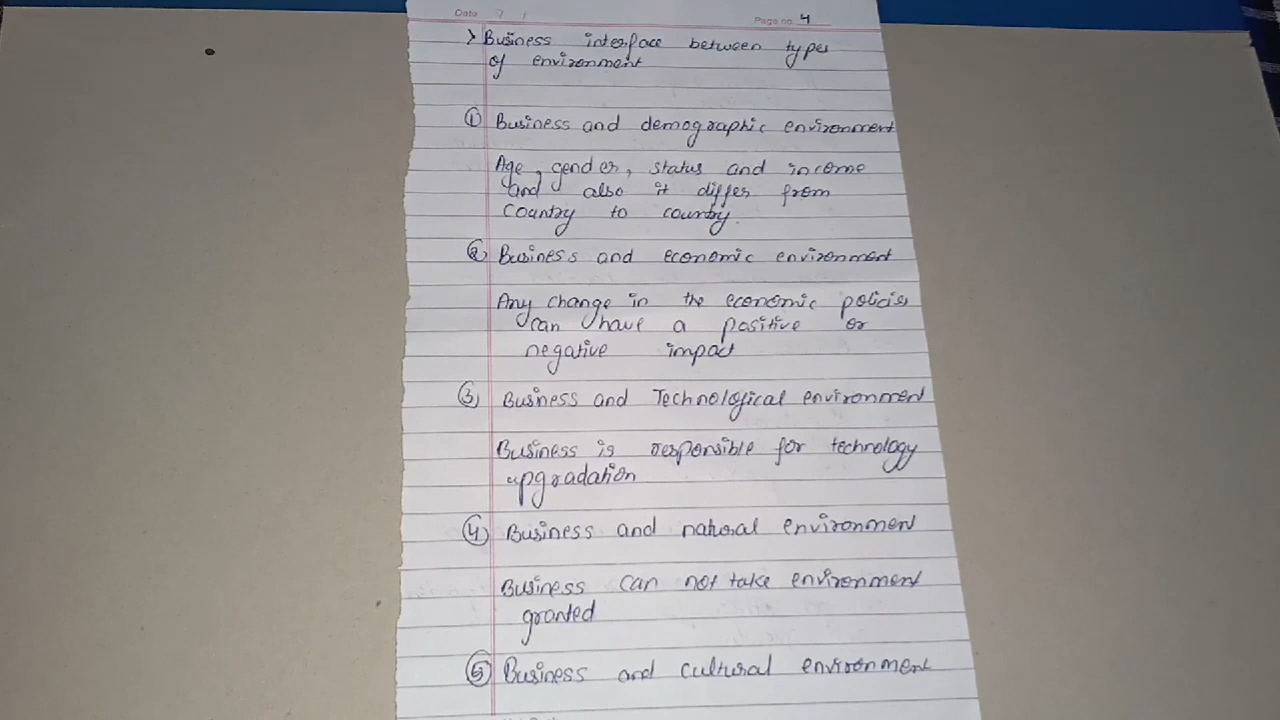 Date
Page no. 4
> Business interface between types
of environment
① Business and demographic environment
Age, gender, status and income
and also it differ from
country to country.
② Business and economic environment
Any change in the economic policies
can have a positive or
negative impact
③ Business and Technological environment
Business is responsible for technology
upgradation
④ Business and natural environment
Business can not take environment
granted
⑤ Business and cultural environment